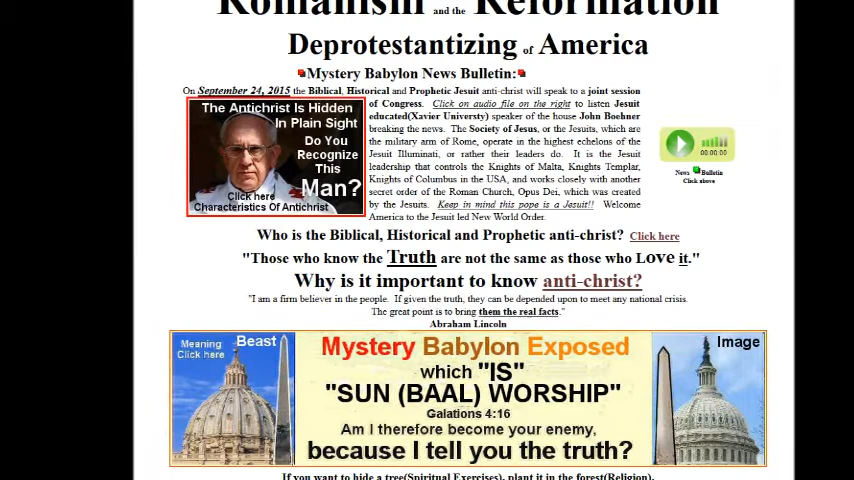 Romanism and the Reformation
Deprotestantizing of America
Mystery Babylon News Bulletin:
On September 24, 2015 the Biblical, Historical and Prophetic Jesuit anti-christ will speak to a joint session
The Antichrist Is Hidden
In Plain Sight
Do You
Recognize
This
Man?
Click here
Characteristics Of Antichrist
of Congress. Click on audio file on the right to listen Jesuit
educated(Xavier Universty) speaker of the house John Boehner
breaking the news. The Society of Jesus, or the Jesuits, which are
the military arm of Rome, operate in the highest echelons of the
Jesuit Illuminati, or rather their leaders do. It is the Jesuit
leadership that controls the Knights of Malta, Knights Templar,
Knights of Columbus in the USA, and works closely with another
secret order of the Roman Church, Opus Dei, which was created
by the Jesuits. Keep in mind this pope is a Jesuit!! Welcome
America to the Jesuit led New World Order.
00:00:00
News Bulletin
Click above
Who is the Biblical, Historical and Prophetic anti-christ? Click here
"Those who know the Truth are not the same as those who Love it."
Why is it important to know anti-christ?
"I am a firm believer in the people. If given the truth, they can be depended upon to meet any national crisis.
The great point is to bring them the real facts."
Abraham Lincoln
Meaning
Click here
Beast
Mystery Babylon Exposed
which "IS"
"SUN (BAAL) WORSHIP"
Galations 4:16
Am I therefore become your enemy,
because I tell you the truth?
Image
If you want to hide a tree(Spiritual Exercises), plant it in the forest(Religion).